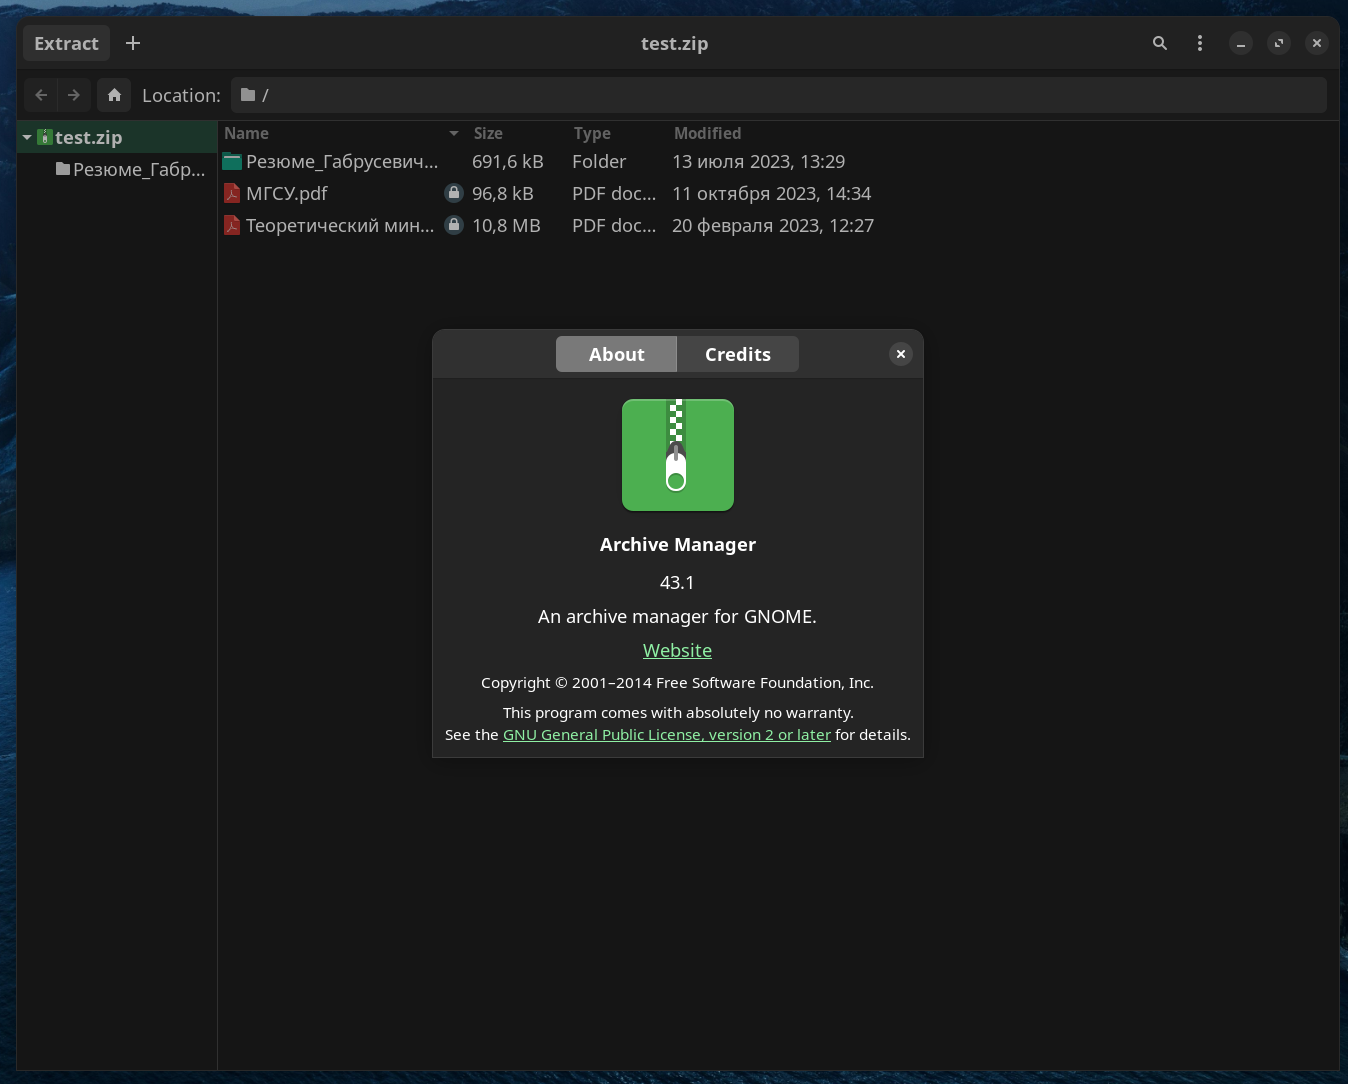 Extract
test.zip
Location: /
test.zip
Резюме_Габр...
Name Size Type Modified
Резюме_Габрусевич... 691,6 kB Folder 13 июля 2023, 13:29
МГСУ.pdf 96,8 kB PDF doc... 11 октября 2023, 14:34
Теоретический мин... 10,8 MB PDF doc... 20 февраля 2023, 12:27
About Credits
Archive Manager
43.1
An archive manager for GNOME.
Website
Copyright © 2001–2014 Free Software Foundation, Inc.
This program comes with absolutely no warranty.
See the GNU General Public License, version 2 or later for details.